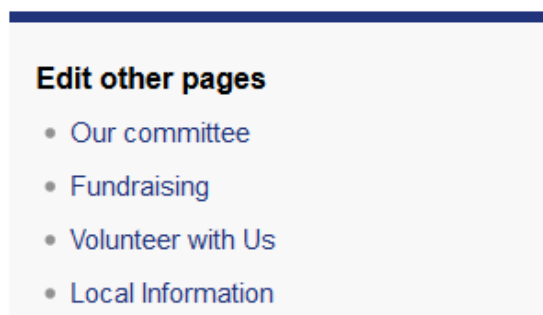 Edit other pages
Our committee
Fundraising
Volunteer with Us
Local Information